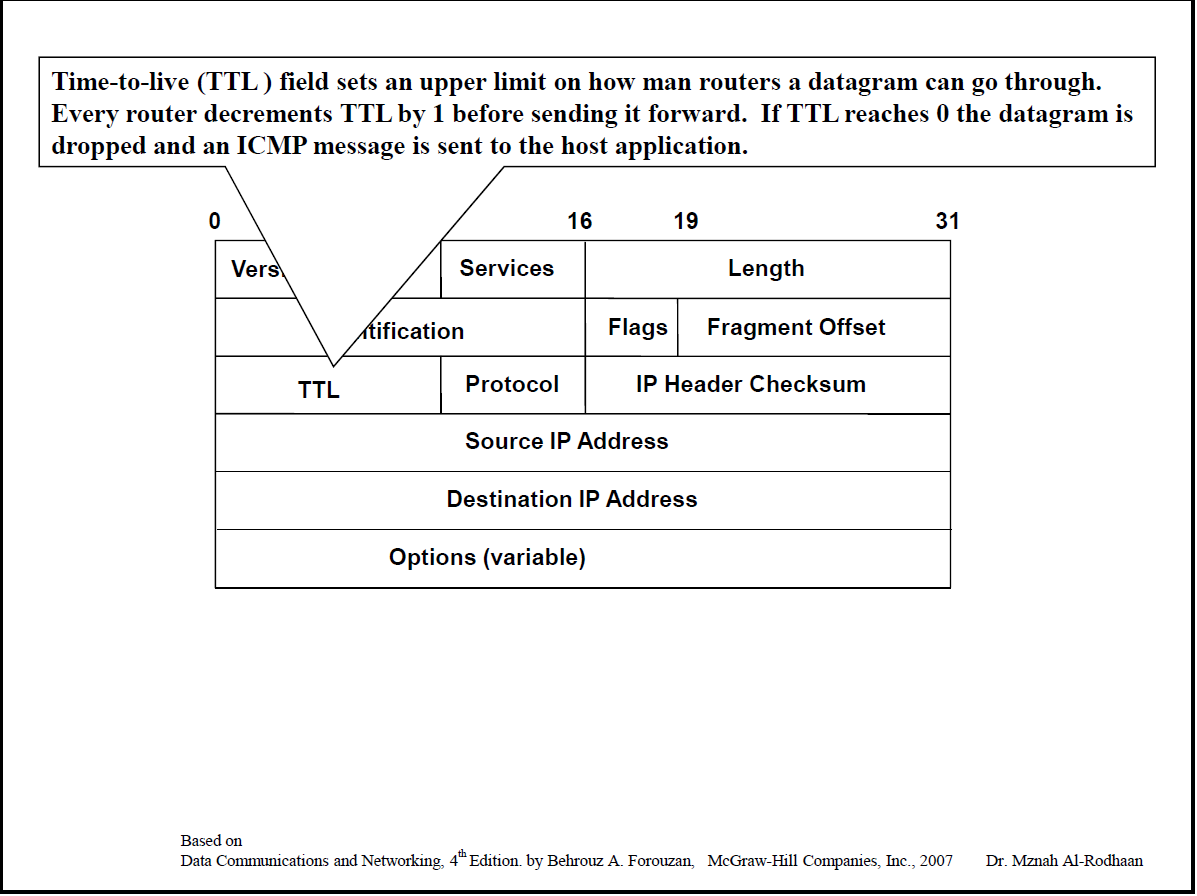 Time-to-live (TTL ) field sets an upper limit on how man routers a datagram can go through.
Every router decrements TTL by 1 before sending it forward. If TTL reaches 0 the datagram is
dropped and an ICMP message is sent to the host application.
0 16 19 31
Vers Services Length
tification Flags Fragment Offset
TTL Protocol IP Header Checksum
Source IP Address
Destination IP Address
Options (variable)
Based on
Data Communications and Networking, 4th Edition. by Behrouz A. Forouzan, McGraw-Hill Companies, Inc., 2007 Dr. Mznah Al-Rodhaan